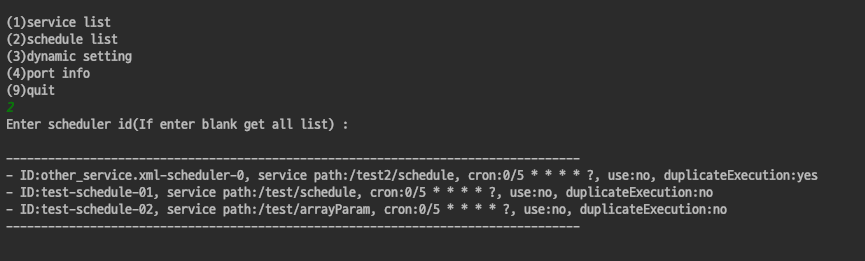 (1)service list
(2)schedule list
(3)dynamic setting
(4)port info
(9)quit
2
Enter scheduler id(If enter blank get all list) :
----------------------------------------------------------------------------------
- ID:other_service.xml-scheduler-0, service path:/test2/schedule, cron:0/5 * * * * ?, use:no, duplicateExecution:yes
- ID:test-schedule-01, service path:/test/schedule, cron:0/5 * * * * ?, use:no, duplicateExecution:no
- ID:test-schedule-02, service path:/test/arrayParam, cron:0/5 * * * * ?, use:no, duplicateExecution:no
----------------------------------------------------------------------------------